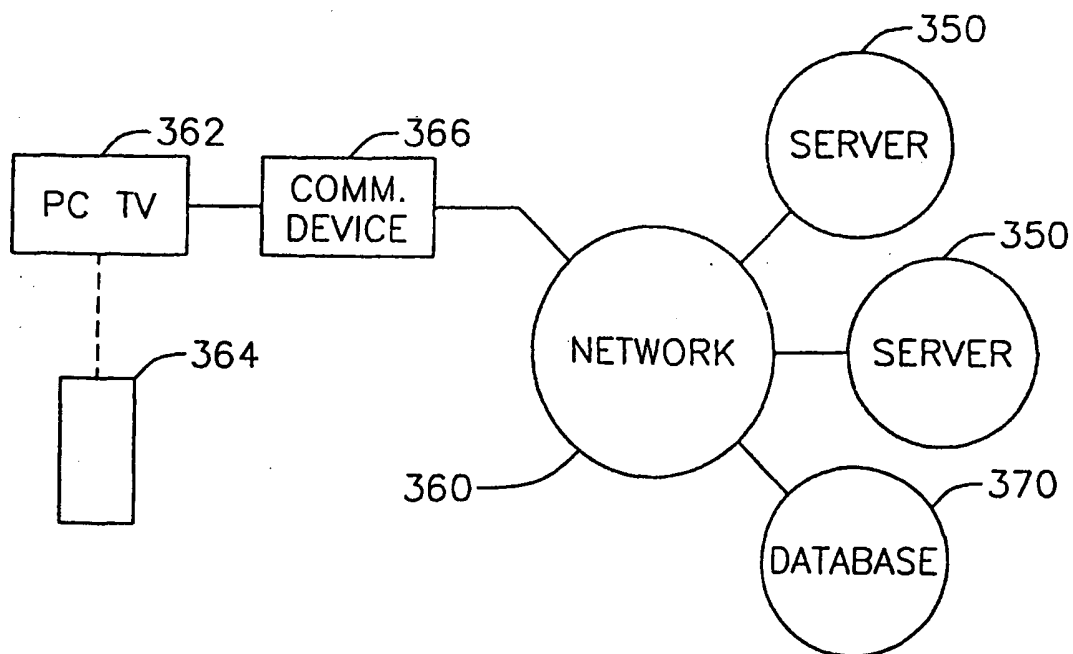 350
362
366
SERVER
PC TV
COMM.
DEVICE
350
364
NETWORK
SERVER
360
370
DATABASE